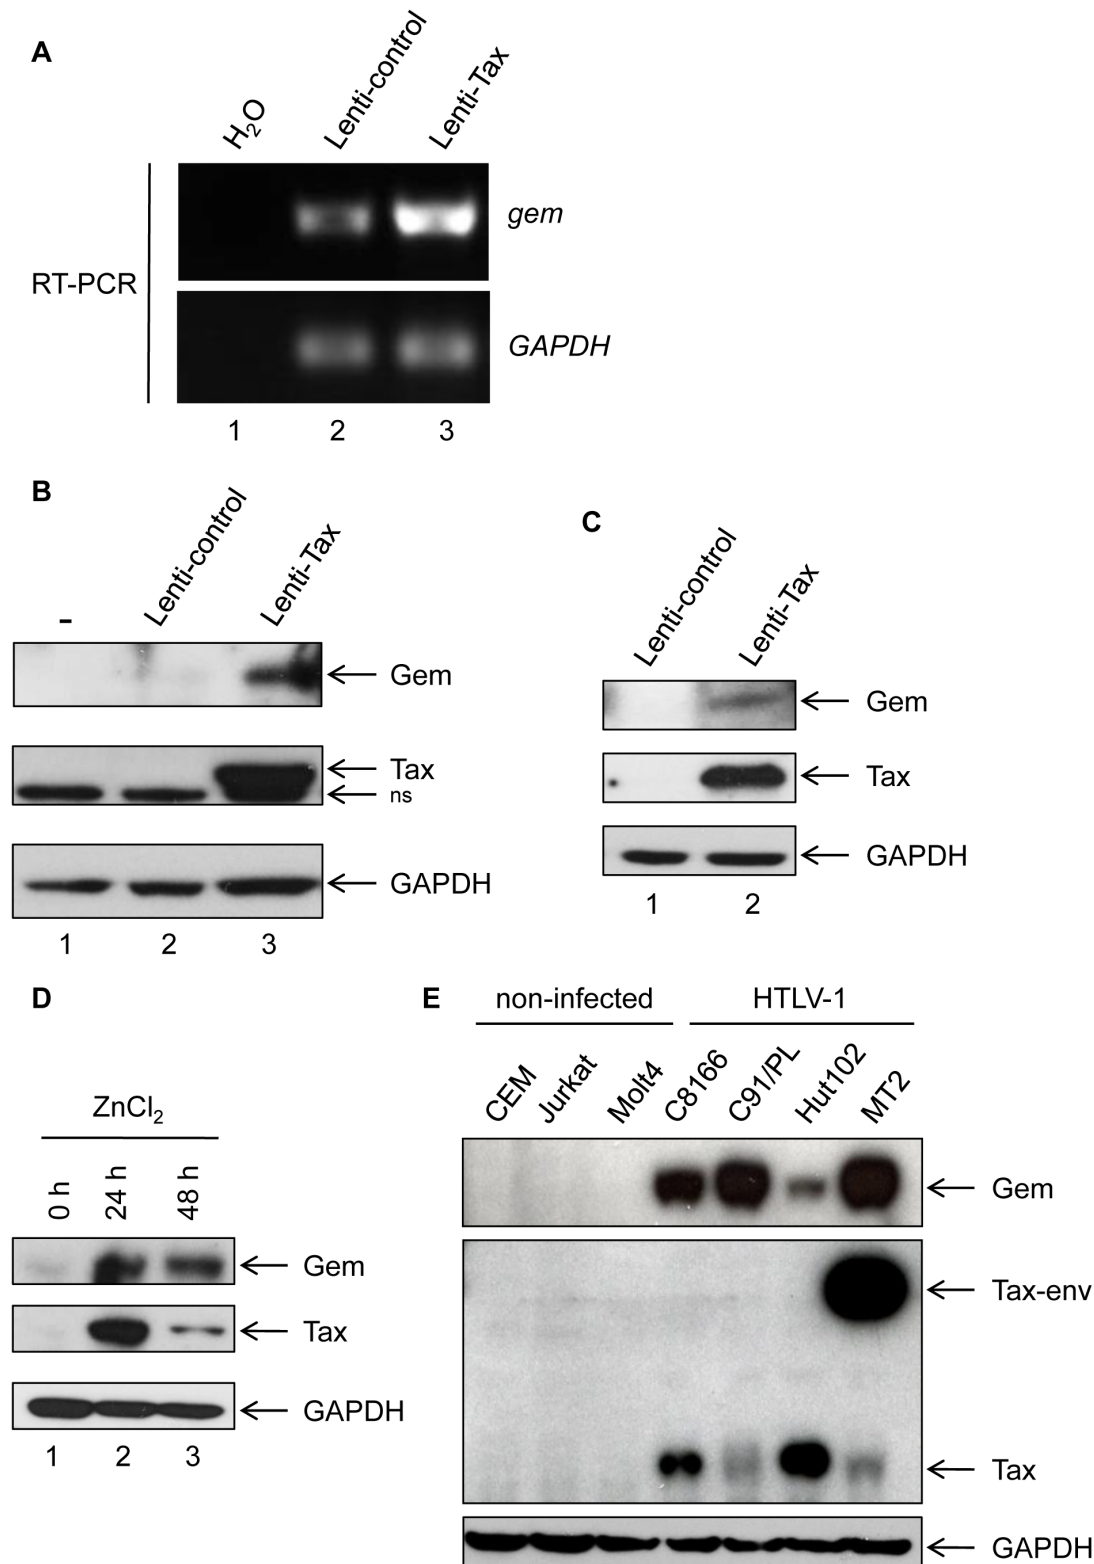 A
H₂O
Lenti-control
Lenti-Tax
gem
RT-PCR
GAPDH
1 2 3
B
Lenti-control
Lenti-Tax
-
Gem
Tax
ns
GAPDH
1 2 3
C
Lenti-control
Lenti-Tax
Gem
Tax
GAPDH
1 2
D
ZnCl₂
0 h 24 h 48 h
Gem
Tax
GAPDH
1 2 3
E
non-infected HTLV-1
CEM Jurkat Molt4 C8166 C91/PL Hut102 MT2
Gem
Tax-env
Tax
GAPDH